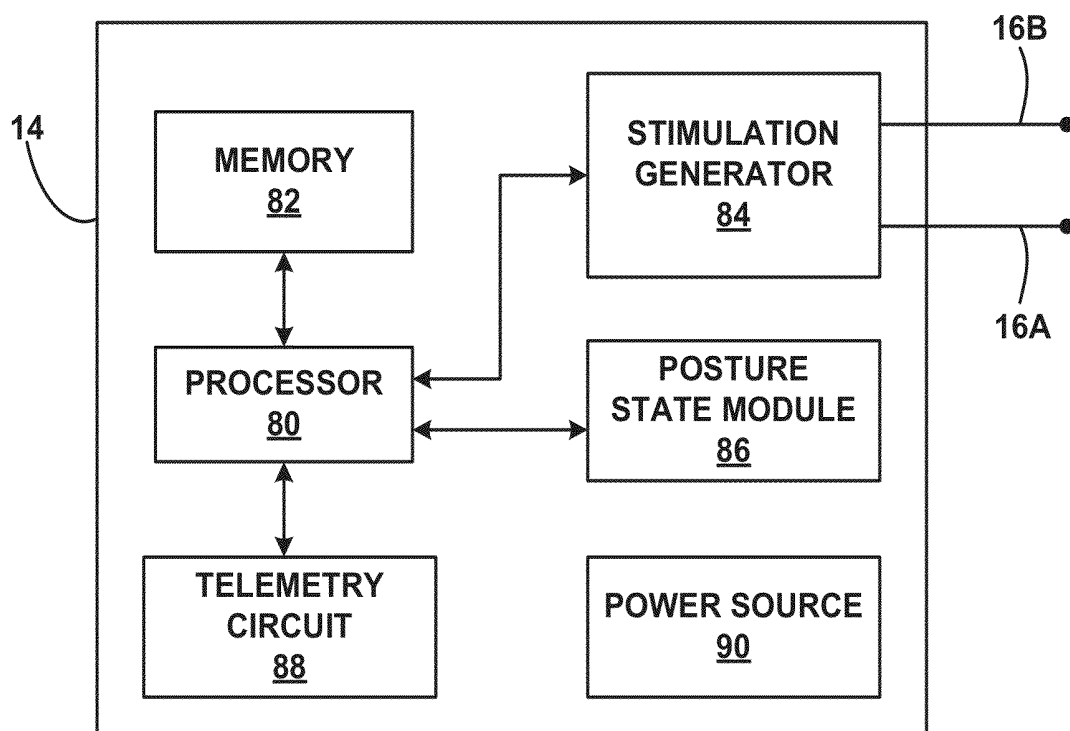 16B
14
MEMORY
82
STIMULATION
GENERATOR
84
16A
PROCESSOR
80
POSTURE
STATE MODULE
86
TELEMETRY
CIRCUIT
88
POWER SOURCE
90